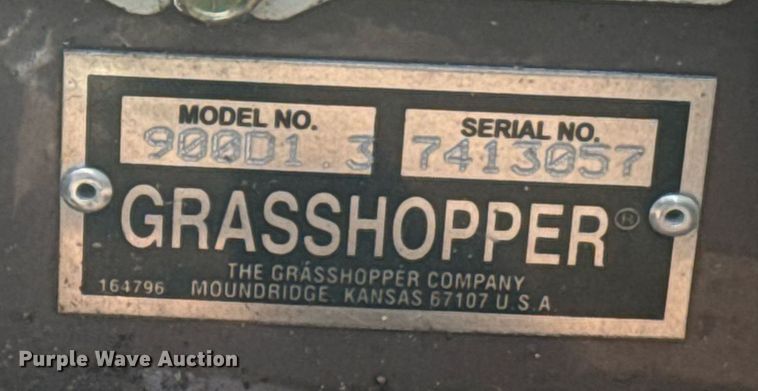 MODEL NO. SERIAL NO.
900D1.3 7413057
GRASSHOPPER®
THE GRASSHOPPER COMPANY
164796 MOUNDRIDGE, KANSAS 67107 U.S.A.
Purple Wave Auction